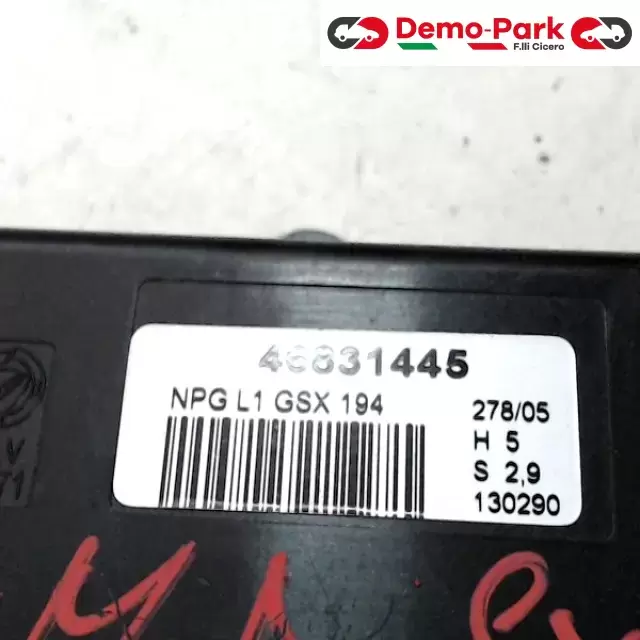 Demo-Park
F.lli Cicero
46831445
NPG L1 GSX 194
278/05
H 5
S 2,9
130290
V